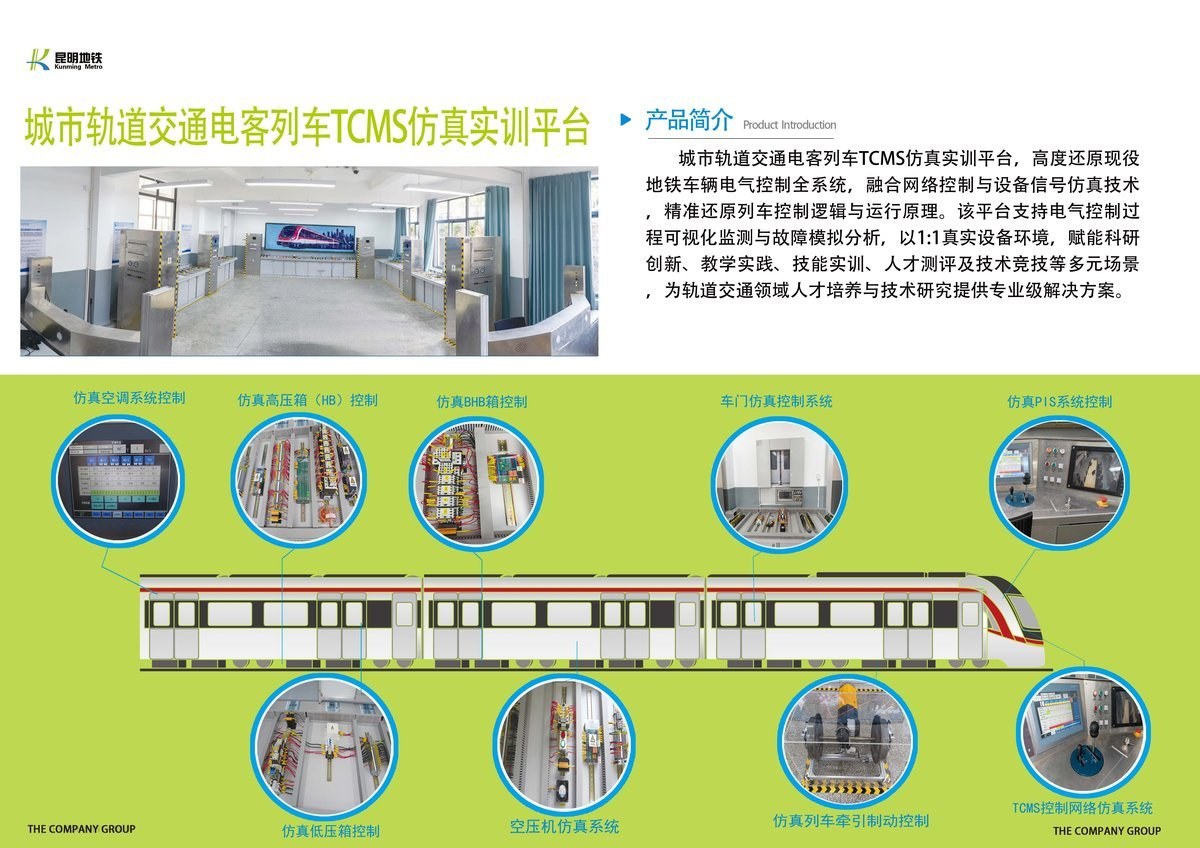 昆明地铁
Kunming Metro
城市轨道交通电客列车TCMS仿真实训平台
产品简介 Product Introduction
城市轨道交通电客列车TCMS仿真实训平台，高度还原现役
地铁车辆电气控制全系统，融合网络控制与设备信号仿真技术
，精准还原列车控制逻辑与运行原理。该平台支持电气控制过
程可视化监测与故障模拟分析，以1:1真实设备环境，赋能科研
创新、教学实践、技能实训、人才测评及技术竞技等多元场景
，为轨道交通领域人才培养与技术研究提供专业级解决方案。
仿真空调系统控制
仿真高压箱（HB）控制
仿真BHB箱控制
车门仿真控制系统
仿真PIS系统控制
仿真低压箱控制
空压机仿真系统
仿真列车牵引制动控制
TCMS控制网络仿真系统
THE COMPANY GROUP
THE COMPANY GROUP